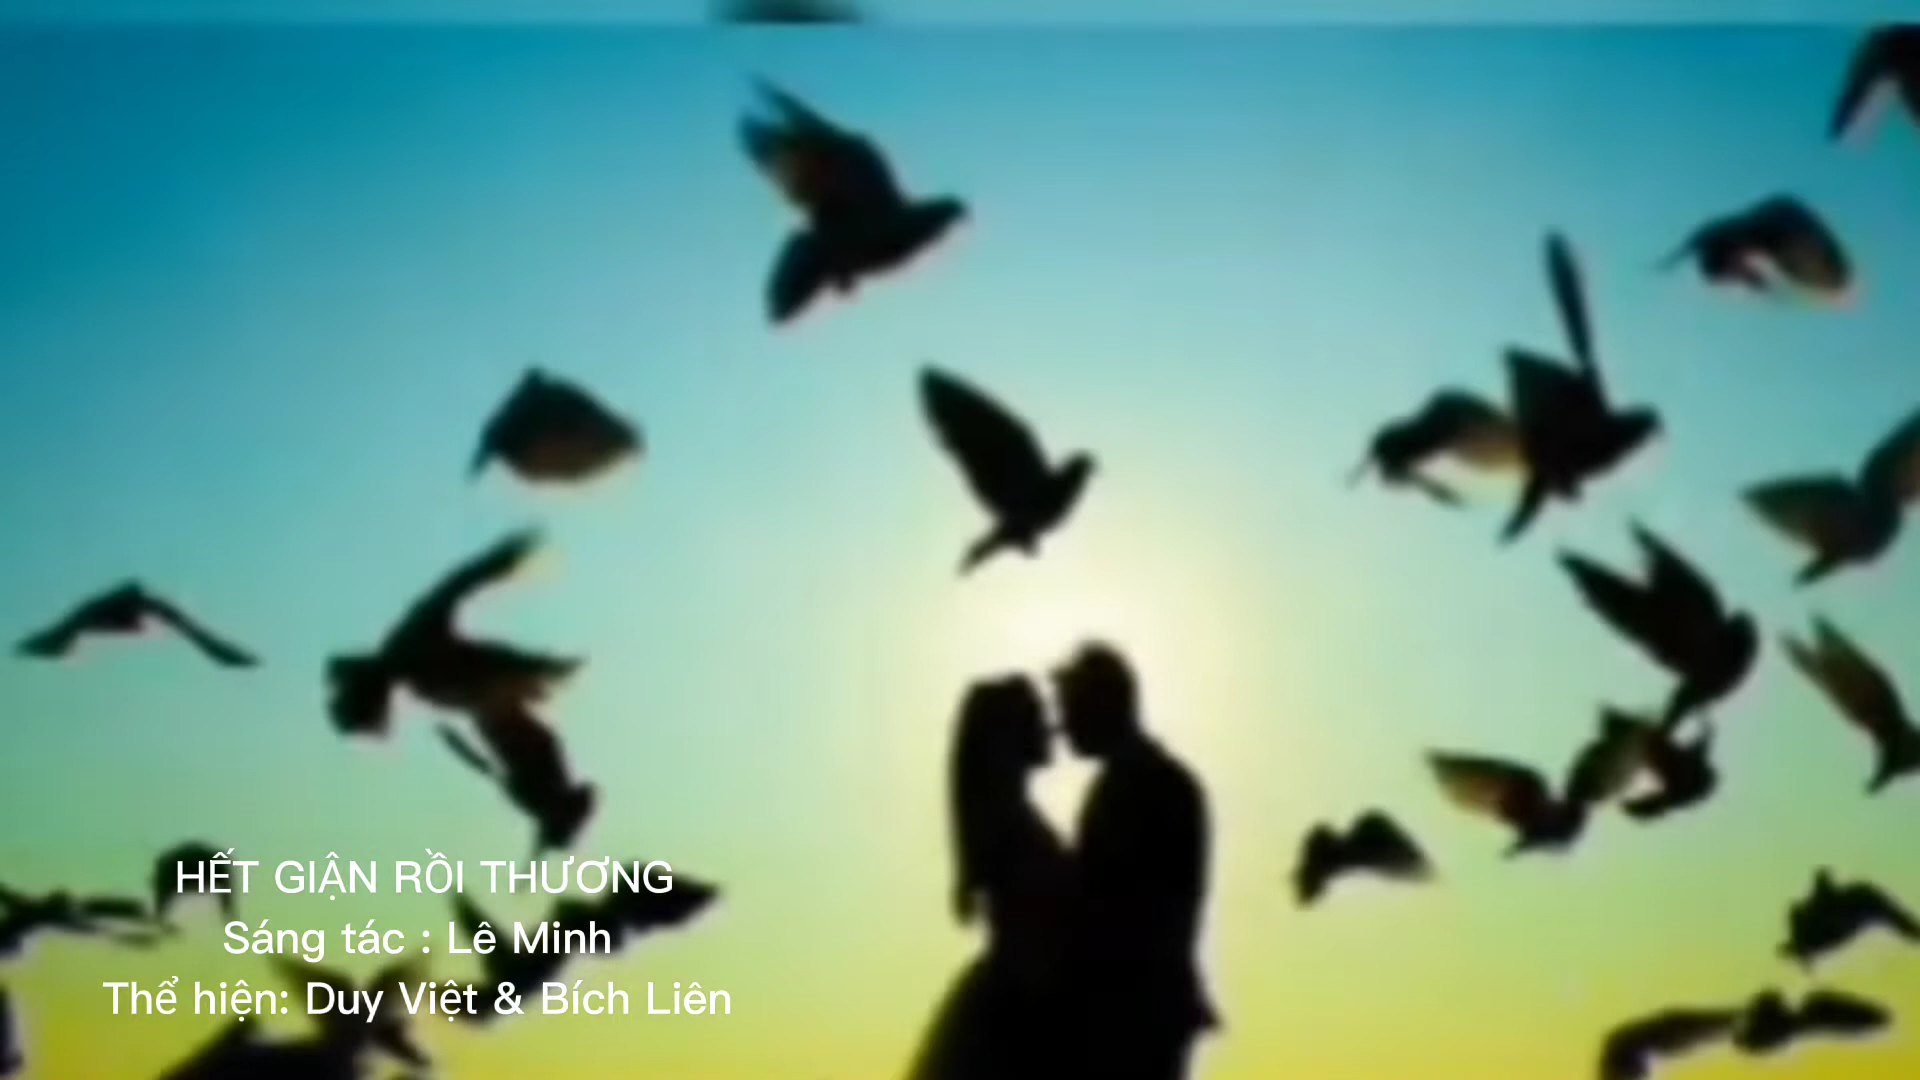 HẾT GIẬN RỒI THƯƠNG
Sáng tác : Lê Minh
Thể hiện: Duy Việt & Bích Liên